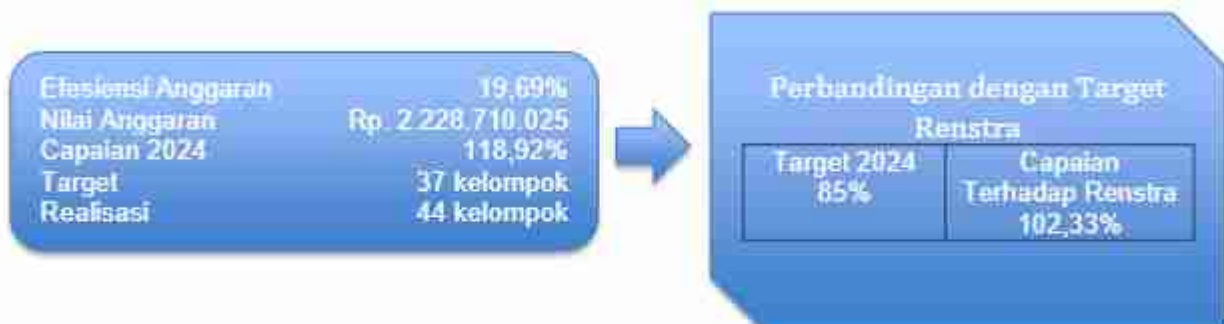 Efesiensi Anggaran 19,69%
Nilai Anggaran Rp. 2.228.710.025
Capaian 2024 118,92%
Target 37 kelompok
Realisasi 44 kelompok
Perbandingan dengan Target
Renstra
Target 2024
85%
Capaian
Terhadap Renstra
102,33%